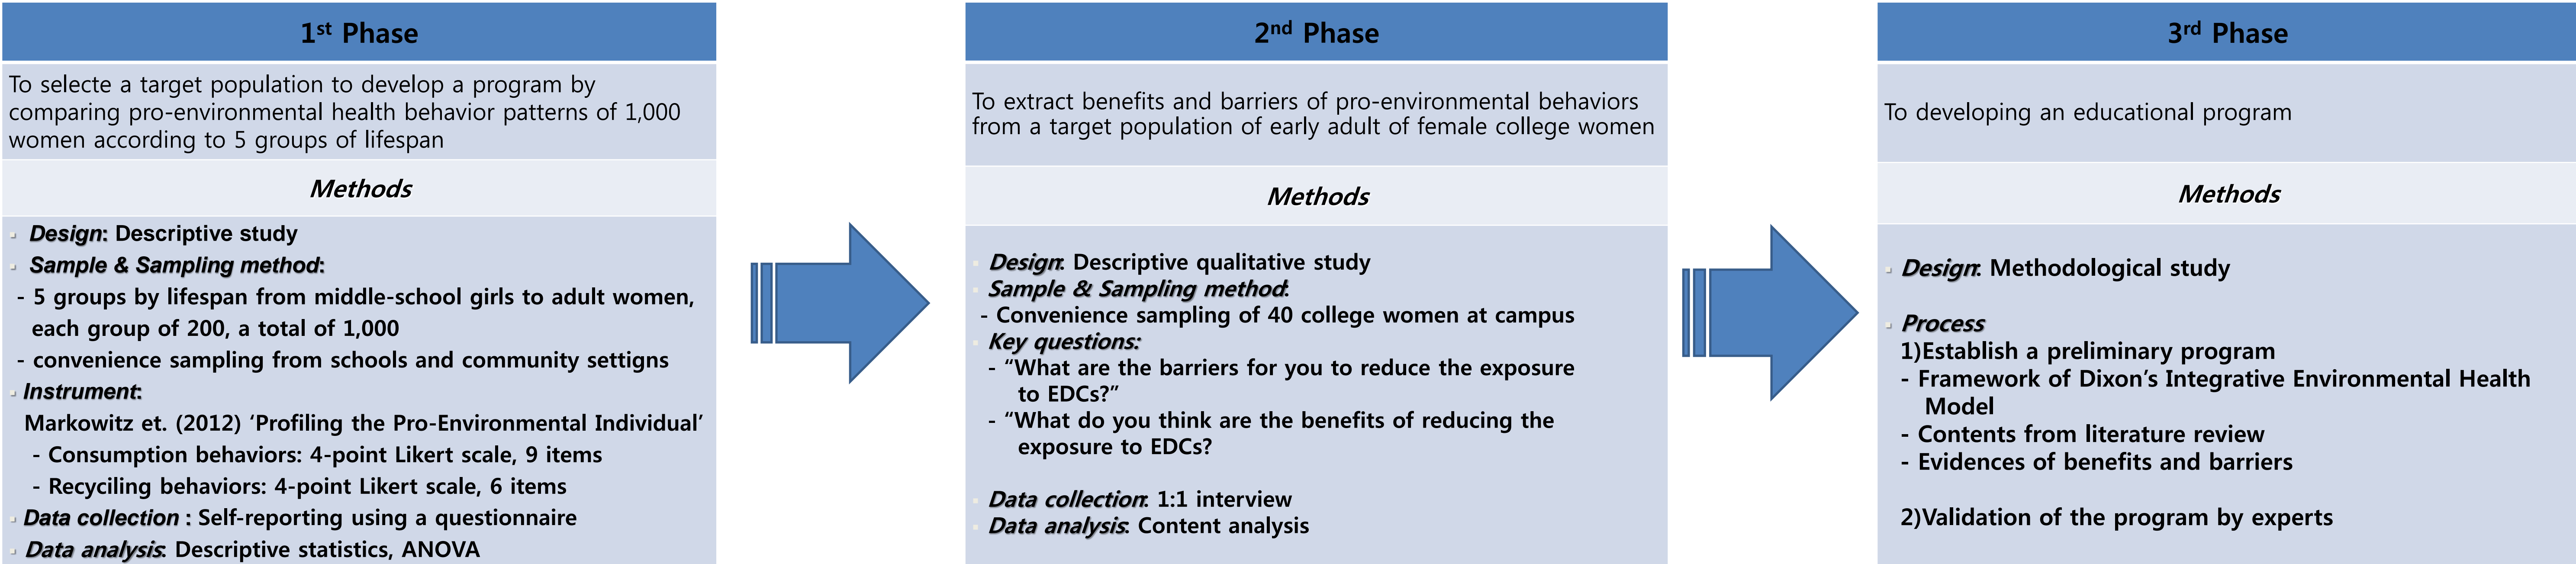 1st Phase
To selecte a target population to develop a program by
comparing pro-environmental health behavior patterns of 1,000
women according to 5 groups of lifespan
Methods
▪ Design: Descriptive study
▪ Sample & Sampling method:
- 5 groups by lifespan from middle-school girls to adult women,
each group of 200, a total of 1,000
- convenience sampling from schools and community settigns
▪ Instrument:
Markowitz et. (2012) ‘Profiling the Pro-Environmental Individual’
- Consumption behaviors: 4-point Likert scale, 9 items
- Recyciling behaviors: 4-point Likert scale, 6 items
▪ Data collection : Self-reporting using a questionnaire
▪ Data analysis: Descriptive statistics, ANOVA
2nd Phase
To extract benefits and barriers of pro-environmental behaviors
from a target population of early adult of female college women
Methods
▪ Design: Descriptive qualitative study
▪ Sample & Sampling method:
- Convenience sampling of 40 college women at campus
▪ Key questions:
- “What are the barriers for you to reduce the exposure
to EDCs?”
- “What do you think are the benefits of reducing the
exposure to EDCs?
▪ Data collection: 1:1 interview
▪ Data analysis: Content analysis
3rd Phase
To developing an educational program
Methods
▪ Design: Methodological study
▪ Process
1)Establish a preliminary program
- Framework of Dixon’s Integrative Environmental Health
Model
- Contents from literature review
- Evidences of benefits and barriers
2)Validation of the program by experts